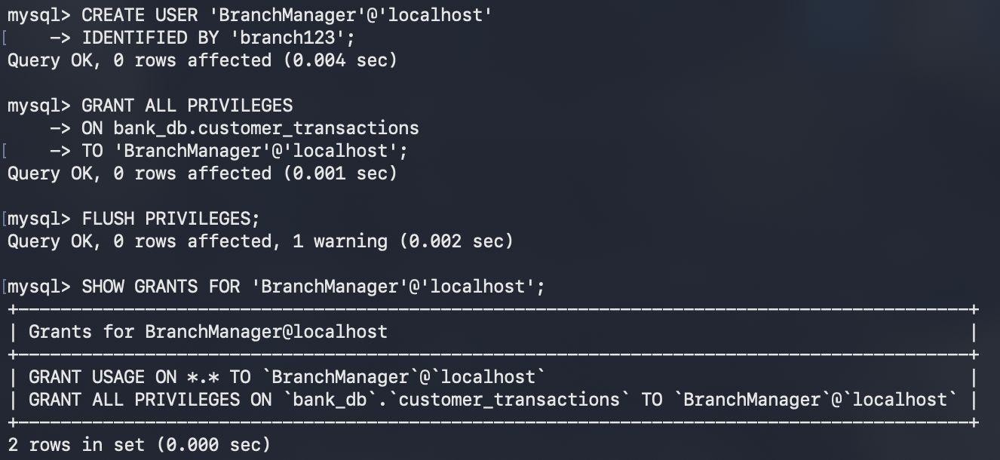 mysql> CREATE USER 'BranchManager'@'localhost'
[    -> IDENTIFIED BY 'branch123';
Query OK, 0 rows affected (0.004 sec)

mysql> GRANT ALL PRIVILEGES
    -> ON bank_db.customer_transactions
[    -> TO 'BranchManager'@'localhost';
Query OK, 0 rows affected (0.001 sec)

[mysql> FLUSH PRIVILEGES;
Query OK, 0 rows affected, 1 warning (0.002 sec)

[mysql> SHOW GRANTS FOR 'BranchManager'@'localhost';
+------------------------------------------------------------------------------------------+
| Grants for BranchManager@localhost                                                       |
+------------------------------------------------------------------------------------------+
| GRANT USAGE ON *.* TO `BranchManager`@`localhost`                                        |
| GRANT ALL PRIVILEGES ON `bank_db`.`customer_transactions` TO `BranchManager`@`localhost` |
+------------------------------------------------------------------------------------------+
2 rows in set (0.000 sec)